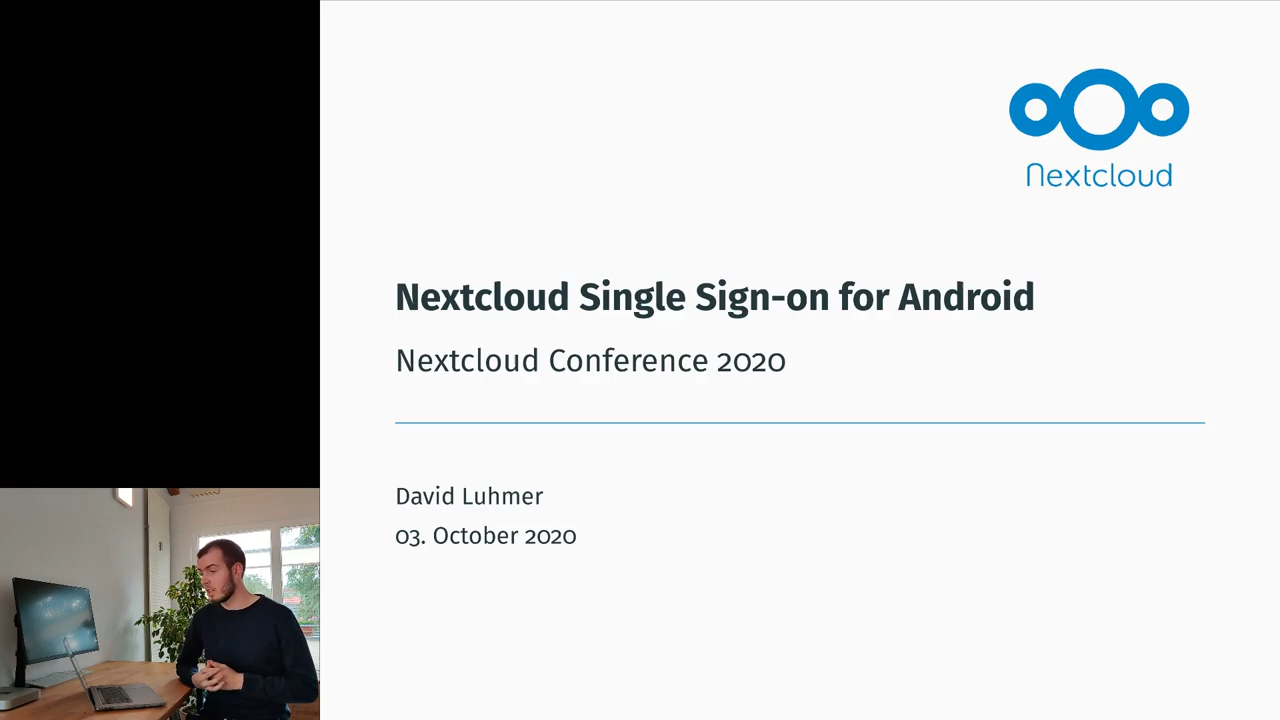 Nextcloud
Nextcloud Single Sign-on for Android
Nextcloud Conference 2020
David Luhmer
03. October 2020